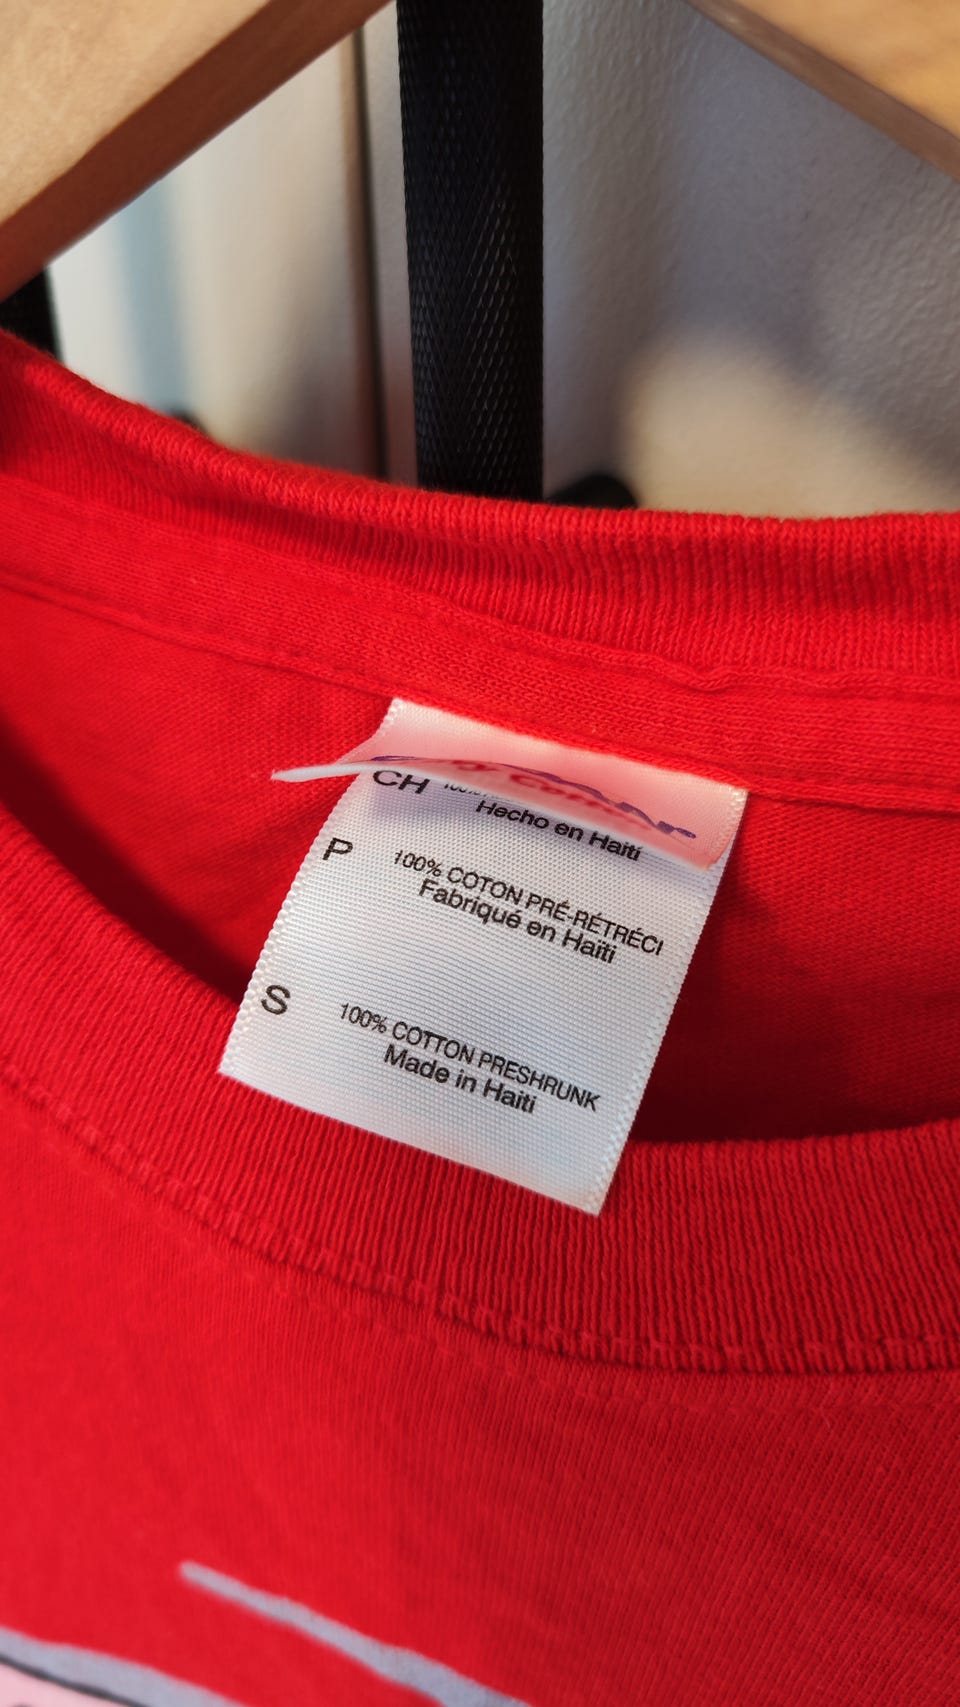 CH
Hecho en Haití
P 100% COTON PRÉ-RÉTRÉCI
Fabriqué en Haïti
S 100% COTTON PRESHRUNK
Made in Haiti